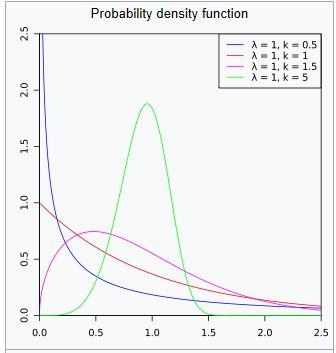 Probability density function
2.5
2.0
1.5
1.0
0.5
0.0
λ = 1, k = 0.5
λ = 1, k = 1
λ = 1, k = 1.5
λ = 1, k = 5
0.0 0.5 1.0 1.5 2.0 2.5